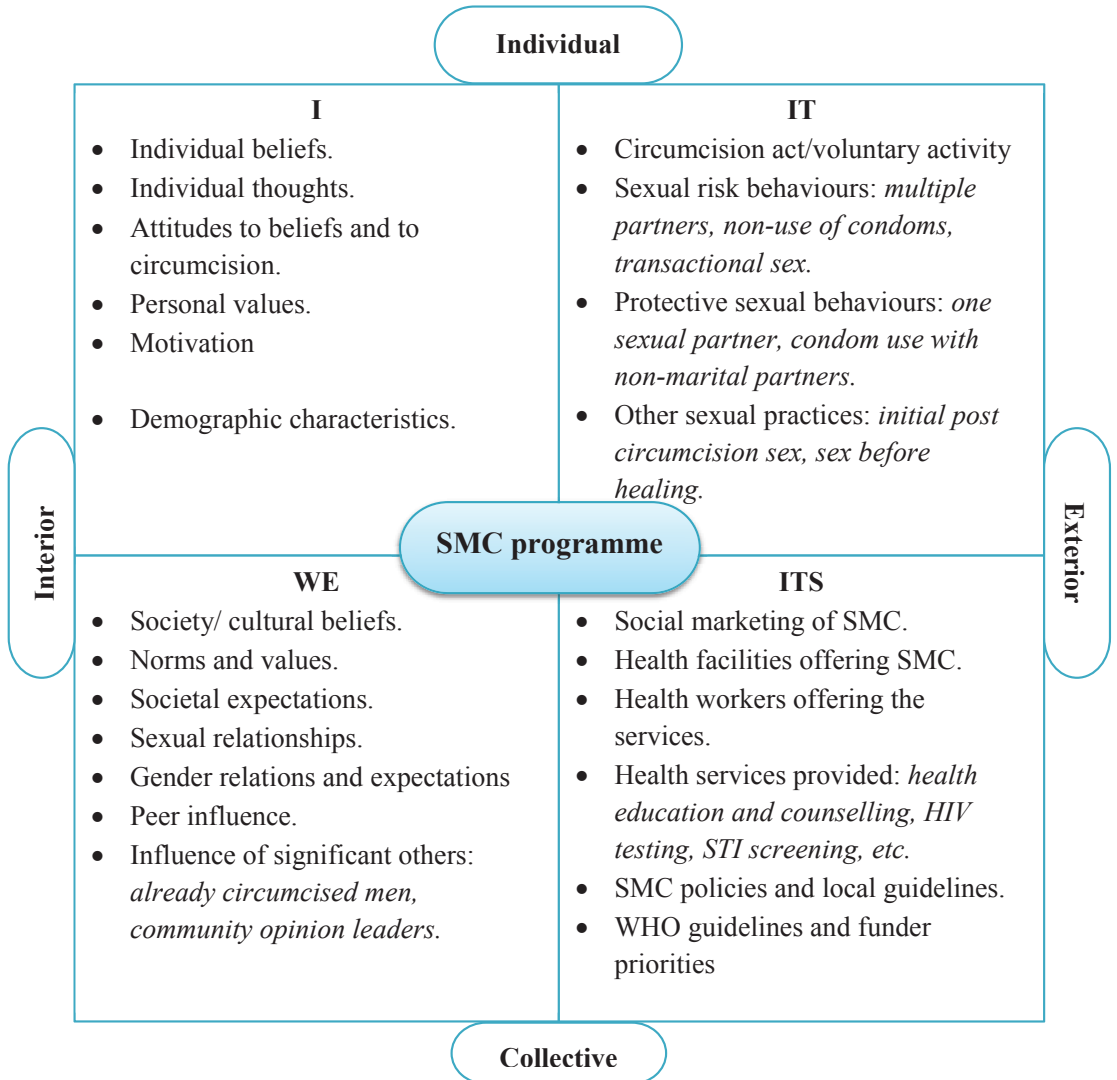 Individual
I
• Individual beliefs.
• Individual thoughts.
• Attitudes to beliefs and to
circumcision.
• Personal values.
• Motivation
• Demographic characteristics.
IT
• Circumcision act/voluntary activity
• Sexual risk behaviours: multiple
partners, non-use of condoms,
transactional sex.
• Protective sexual behaviours: one
sexual partner, condom use with
non-marital partners.
• Other sexual practices: initial post
circumcision sex, sex before
healing.
Interior
SMC programme
Exterior
WE
• Society/ cultural beliefs.
• Norms and values.
• Societal expectations.
• Sexual relationships.
• Gender relations and expectations
• Peer influence.
• Influence of significant others:
already circumcised men,
community opinion leaders.
ITS
• Social marketing of SMC.
• Health facilities offering SMC.
• Health workers offering the
services.
• Health services provided: health
education and counselling, HIV
testing, STI screening, etc.
• SMC policies and local guidelines.
• WHO guidelines and funder
priorities
Collective